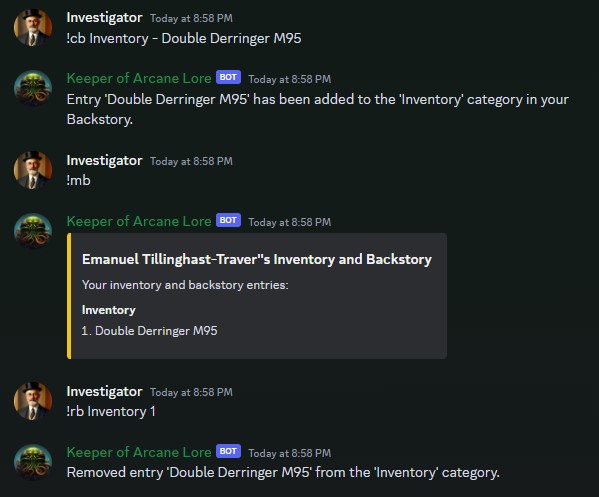 Investigator Today at 8:58 PM
!cb Inventory - Double Derringer M95
Keeper of Arcane Lore BOT Today at 8:58 PM
Entry 'Double Derringer M95' has been added to the 'Inventory' category in your
Backstory.
Investigator Today at 8:58 PM
!mb
Keeper of Arcane Lore BOT Today at 8:58 PM
Emanuel Tillinghast-Traver"s Inventory and Backstory
Your inventory and backstory entries:
Inventory
1. Double Derringer M95
Investigator Today at 8:58 PM
!rb Inventory 1
Keeper of Arcane Lore BOT Today at 8:58 PM
Removed entry 'Double Derringer M95' from the 'Inventory' category.